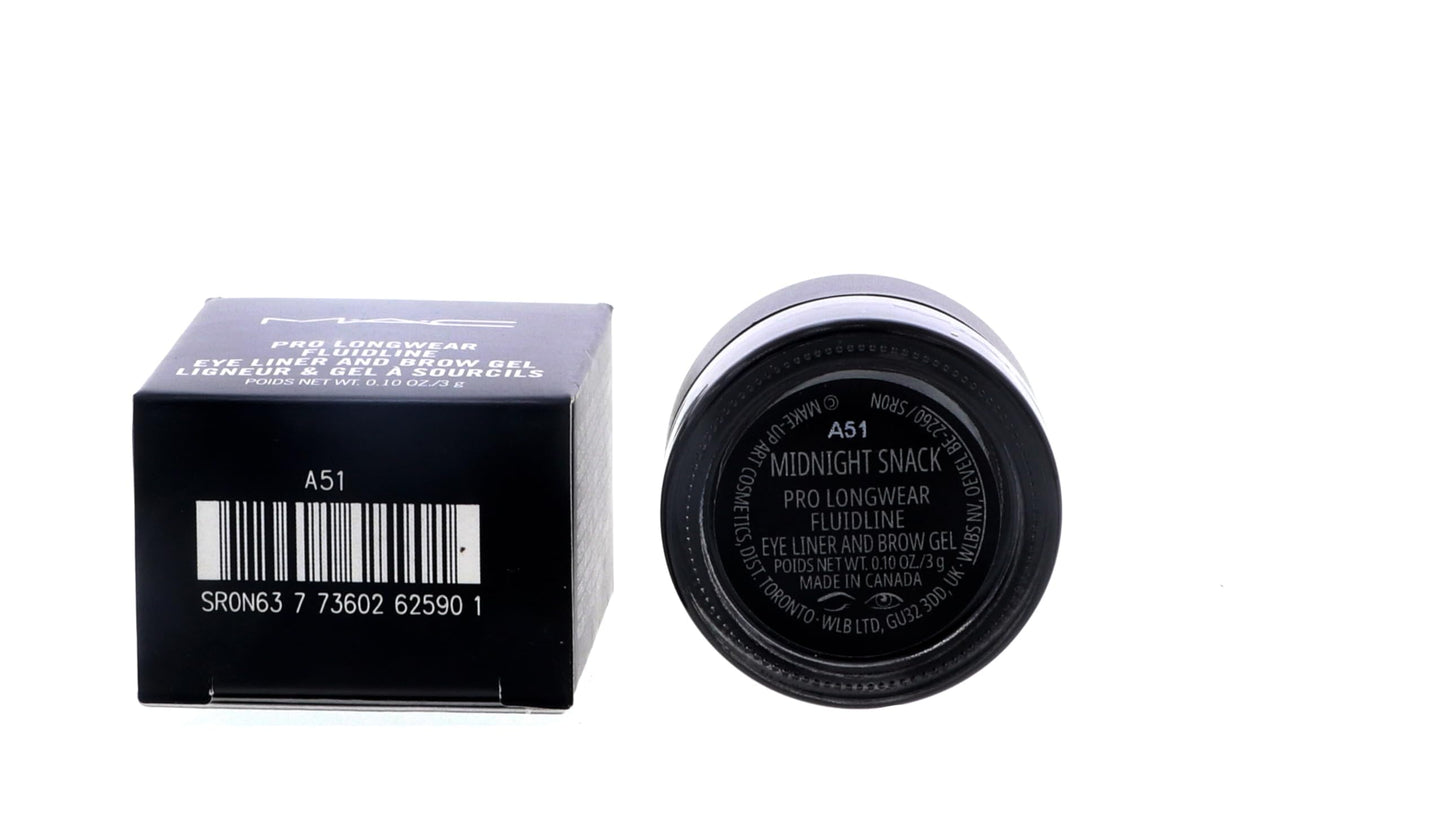 MAC
PRO LONGWEAR
FLUIDLINE
EYE LINER AND BROW GEL
LIGNEUR & GEL À SOURCILS
POIDS NET WT. 0.10 OZ./3 g
A51
SR0N63 7 73602 62590 1
A51
MIDNIGHT SNACK
PRO LONGWEAR
FLUIDLINE
EYE LINER AND BROW GEL
POIDS NET WT. 0.10 OZ./3 g
MADE IN CANADA
© MAKE-UP ART COSMETICS, DIST. TORONTO · WLB LTD, GU32 3DD, UK · WLBS NV, OEVEL BE-2260 / SRON